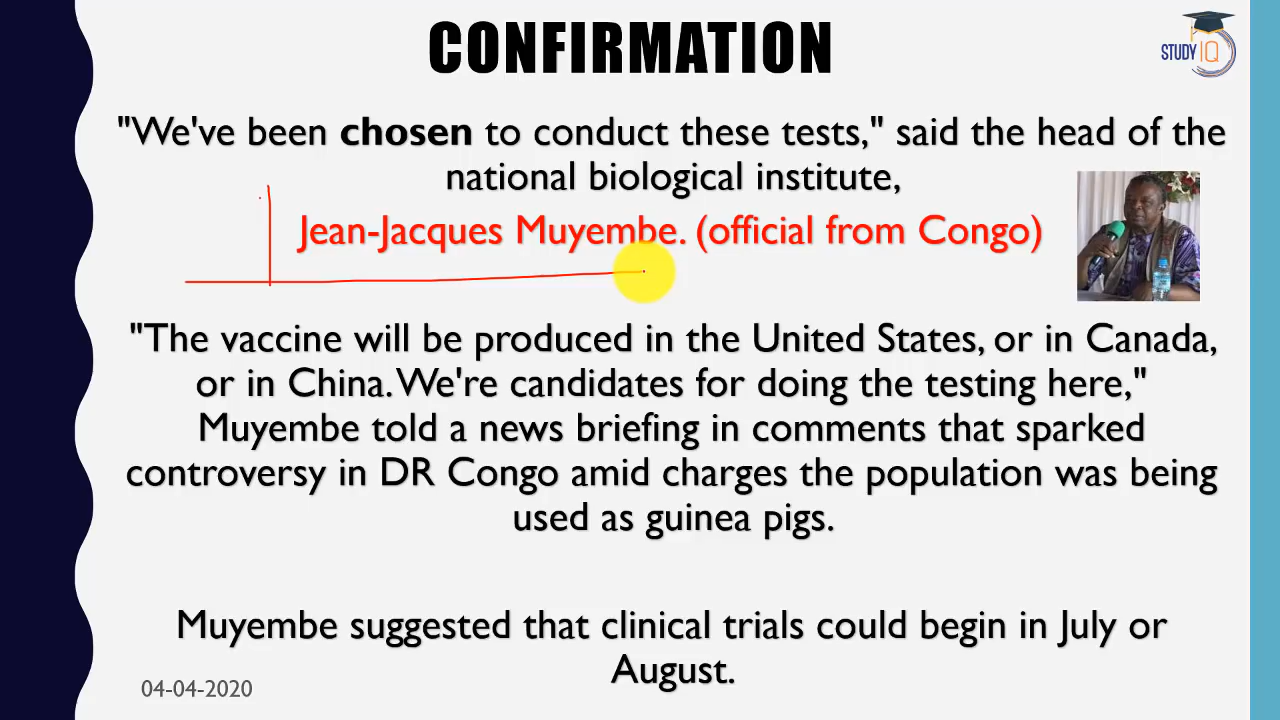 CONFIRMATION
STUDY IQ
"We've been chosen to conduct these tests," said the head of the
national biological institute,
Jean-Jacques Muyembe. (official from Congo)
"The vaccine will be produced in the United States, or in Canada,
or in China. We're candidates for doing the testing here,"
Muyembe told a news briefing in comments that sparked
controversy in DR Congo amid charges the population was being
used as guinea pigs.
Muyembe suggested that clinical trials could begin in July or
August.
04-04-2020